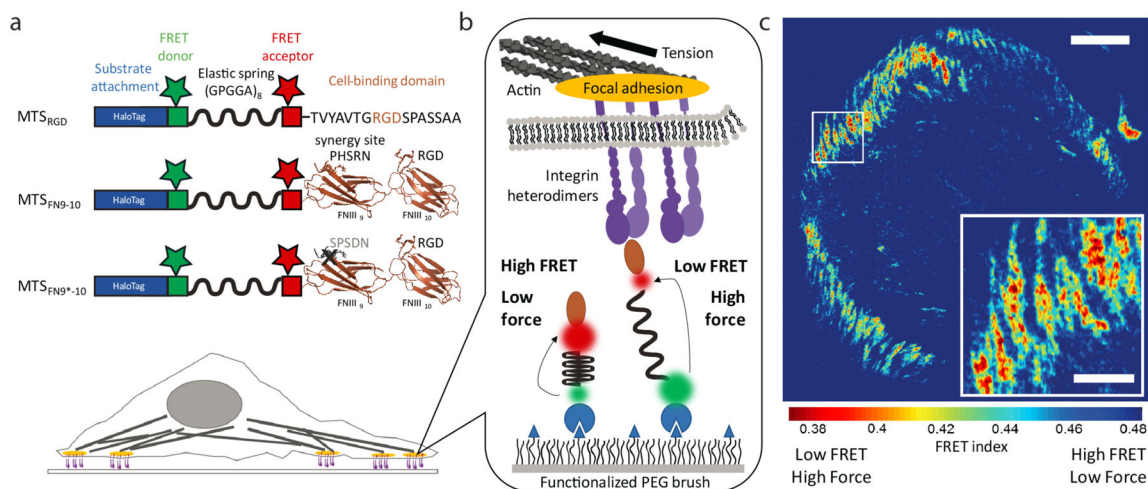 a
FRET
donor
FRET
acceptor
Substrate
attachment
Elastic spring
(GPGGA)8
Cell-binding domain
MTSRGD
HaloTag
TVYAVTGRGDSPASSAA
synergy site
PHSRN
RGD
MTSFN9-10
HaloTag
FNIII 9
FNIII 10
SPSDN
RGD
MTSFN9*-10
HaloTag
FNIII 9
FNIII 10
b
Tension
Actin
Focal adhesion
Integrin
heterodimers
High FRET
Low
force
Low FRET
High
force
Functionalized PEG brush
c
0.38
0.4
0.42
0.44
0.46
0.48
FRET index
Low FRET
High Force
High FRET
Low Force